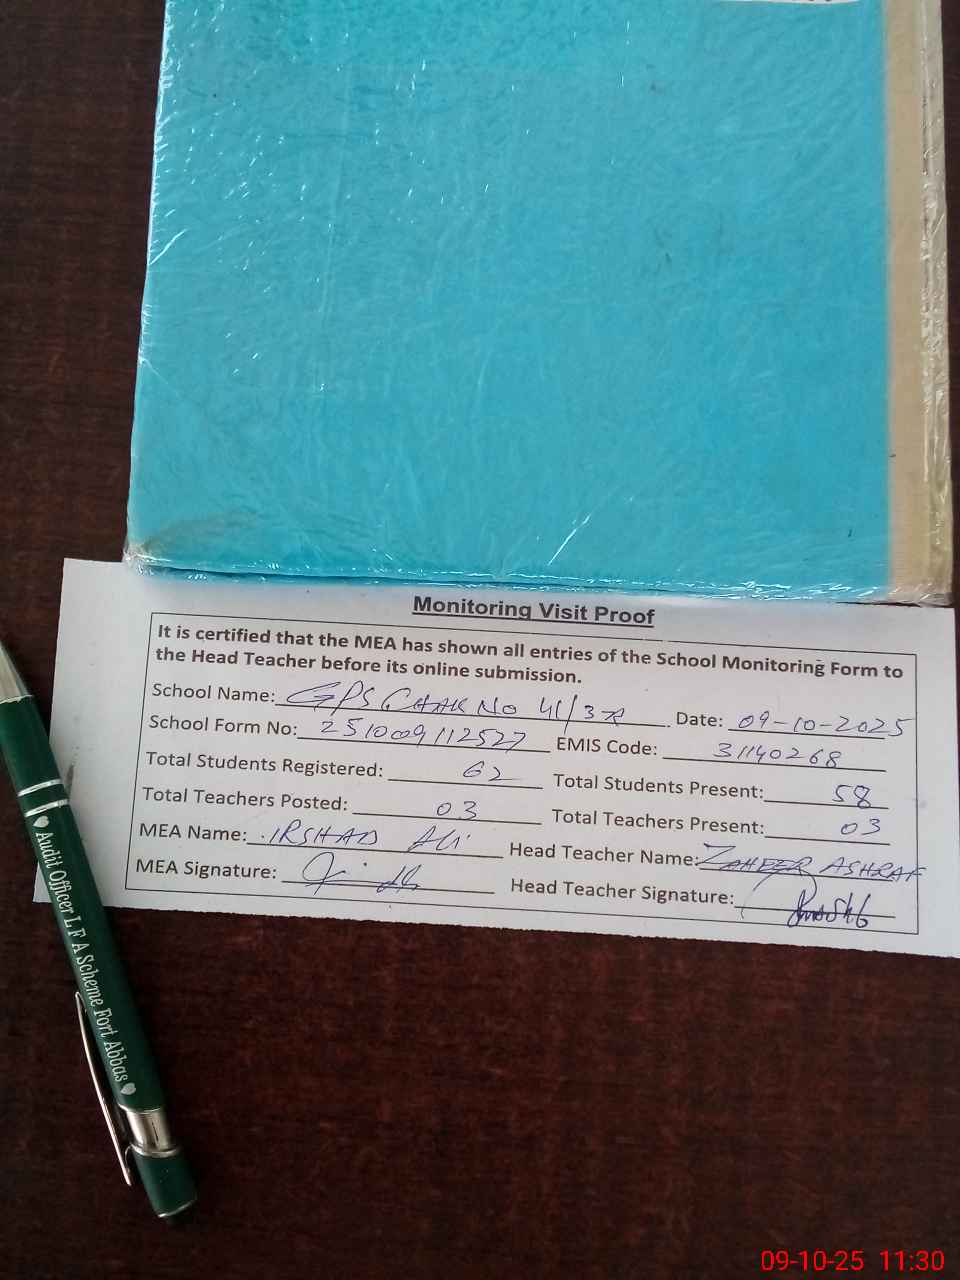 Monitoring Visit Proof
It is certified that the MEA has shown all entries of the School Monitoring Form to
the Head Teacher before its online submission.
School Name: GPS CHAK No 41/3R Date: 09-10-2025
School Form No: 251009112527 EMIS Code: 31140268
Total Students Registered: 62 Total Students Present: 58
Total Teachers Posted: 03 Total Teachers Present: 03
MEA Name: IRSHAD Ali Head Teacher Name: ZAHEER ASHRAF
MEA Signature: Head Teacher Signature:
Audit Officer L F A Scheme Fort Abbas
09-10-25 11:30